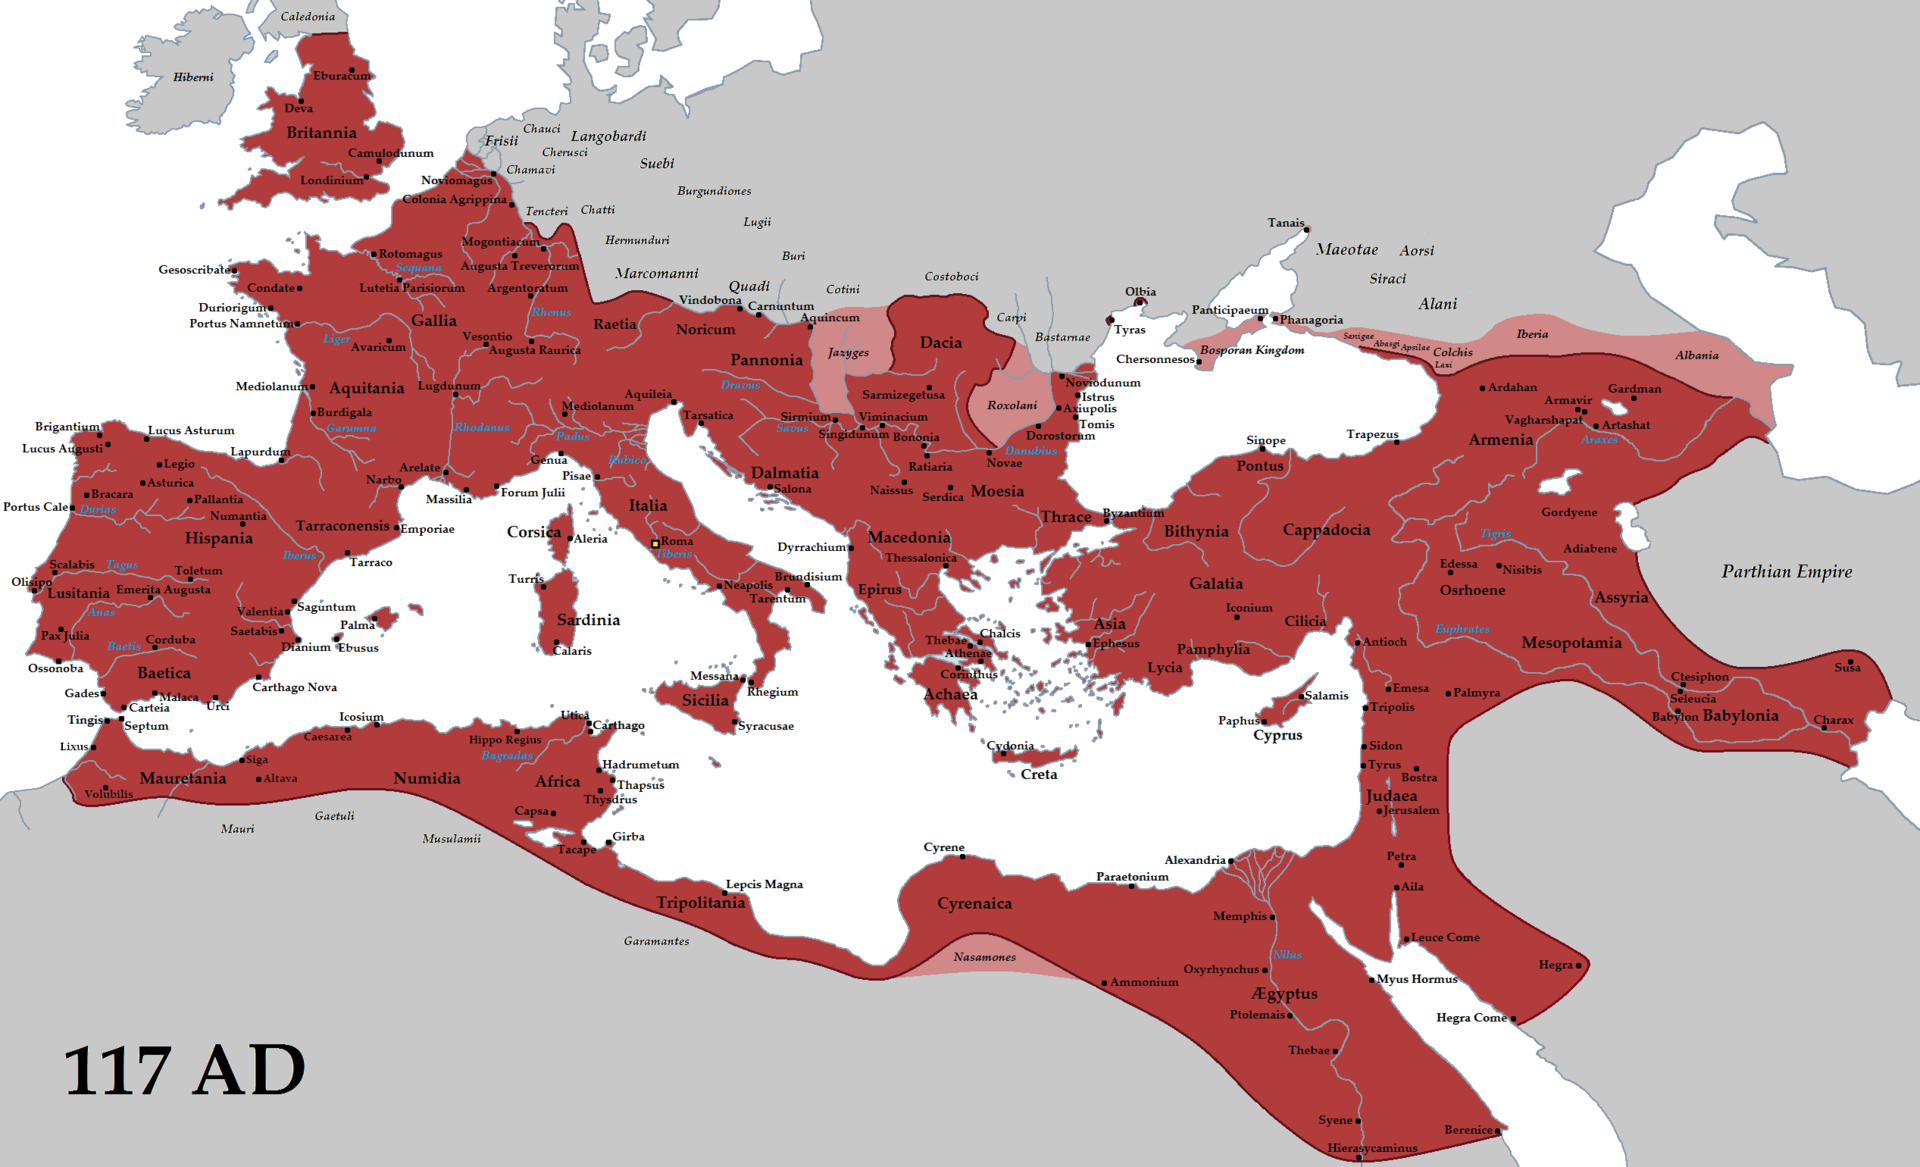 Caledonia
Hiberni
Eburacum
Deva
Britannia
Camulodunum
Londinium
Frisii
Chauci
Langobardi
Cherusci
Suebi
Chamavi
Burgundiones
Noviomagus
Colonia Agrippina
Tencteri
Chatti
Lugii
Hermunduri
Buri
Marcomanni
Quadi
Cotini
Costoboci
Carpi
Bastarnae
Mogontiacum
Augusta Treverorum
Rotomagus
Sequana
Lutetia Parisiorum
Argentoratum
Rhenus
Gesoscribate
Condate
Duriorigum
Portus Namnetum
Liger
Gallia
Avaricum
Vesontio
Augusta Raurica
Raetia
Noricum
Vindobona
Carnuntum
Aquincum
Pannonia
Jazyges
Dacia
Sarmizegetusa
Roxolani
Olbia
Tyras
Tanais
Maeotae
Aorsi
Siraci
Alani
Panticipaeum
Phanagoria
Chersonnesos
Bosporan Kingdom
Sanigae
Abasgi
Apsilae
Colchis
Lazi
Iberia
Albania
Mediolanum
Aquitania
Lugdunum
Burdigala
Garumna
Rhodanus
Mediolanum
Padus
Aquileia
Tarsatica
Dravus
Savus
Sirmium
Singidunum
Viminacium
Bononia
Ratiaria
Noviodunum
Istrus
Axiupolis
Tomis
Dorostorum
Danubius
Novae
Ardahan
Gardman
Armavir
Vagharshapat
Artashat
Armenia
Araxes
Brigantium
Lucus Augusti
Lucus Asturum
Lapurdum
Legio
Asturica
Bracara
Pallantia
Portus Cale
Durias
Numantia
Hispania
Tarraconensis
Iberus
Narbo
Arelate
Massilia
Forum Julii
Emporiae
Tarraco
Genua
Pisae
Rubico
Italia
Corsica
Aleria
Roma
Tiberis
Dalmatia
Salona
Naissus
Serdica
Moesia
Thrace
Byzantium
Macedonia
Thessalonica
Dyrrachium
Epirus
Sinope
Pontus
Trapezus
Bithynia
Cappadocia
Galatia
Iconium
Cilicia
Asia
Ephesus
Lycia
Pamphylia
Gordyene
Tigris
Adiabene
Edessa
Nisibis
Osrhoene
Assyria
Euphrates
Mesopotamia
Parthian Empire
Scalabis
Tagus
Toletum
Olisipo
Lusitania
Emerita Augusta
Anas
Valentia
Saguntum
Saetabis
Dianium
Palma
Ebusus
Pax Julia
Corduba
Baetis
Ossonoba
Baetica
Carthago Nova
Gades
Malaca
Urci
Carteia
Tingis
Septum
Lixus
Turris
Sardinia
Calaris
Neapolis
Brundisium
Tarentum
Messana
Rhegium
Sicilia
Syracusae
Thebae
Chalcis
Athenae
Corinthus
Achaea
Cydonia
Creta
Salamis
Paphus
Cyprus
Antioch
Emesa
Palmyra
Tripolis
Sidon
Tyrus
Bostra
Judaea
Jerusalem
Petra
Aila
Susa
Ctesiphon
Seleucia
Babylon
Babylonia
Charax
Icosium
Caesarea
Siga
Mauretania
Altava
Volubilis
Numidia
Hippo Regius
Bagradas
Utica
Carthago
Africa
Hadrumetum
Thapsus
Thysdrus
Capsa
Tacape
Girba
Mauri
Gaetuli
Musulamii
Lepcis Magna
Tripolitania
Garamantes
Cyrene
Cyrenaica
Nasamones
Paraetonium
Alexandria
Memphis
Nilus
Oxyrhynchus
Ægyptus
Ammonium
Ptolemais
Thebae
Syene
Hierasycaminus
Berenice
Leuce Come
Myus Hormus
Hegra
Hegra Come
117 AD